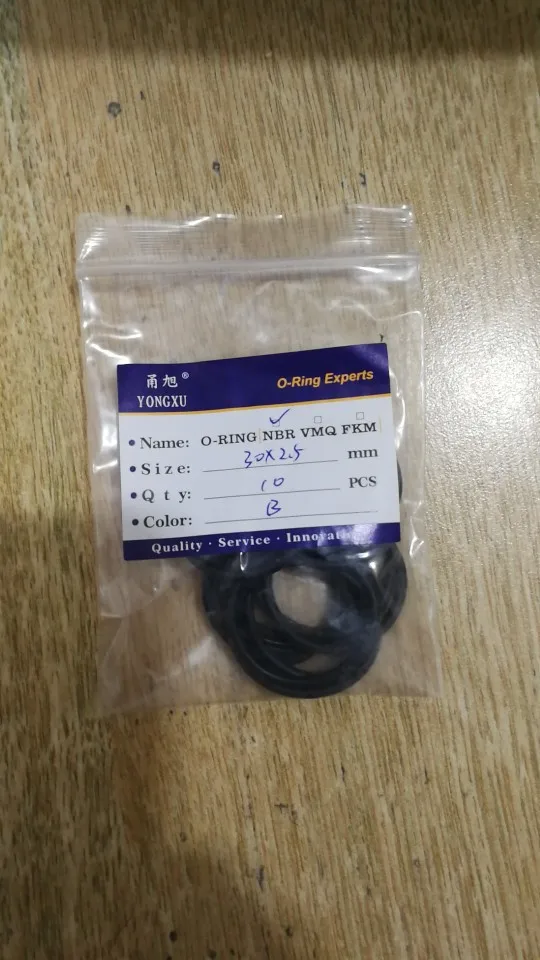 甬旭®
YONGXU
O-Ring Experts
• Name: O-RING NBR VMQ FKM
• Size: 30X2.5 mm
• Qty: 10 PCS
• Color: B
Quality · Service · Innovati